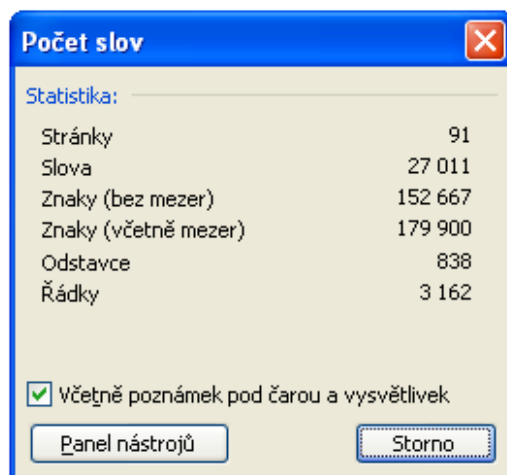 Počet slov
Statistika:
Stránky 91
Slova 27 011
Znaky (bez mezer) 152 667
Znaky (včetně mezer) 179 900
Odstavce 838
Řádky 3 162
Včetně poznámek pod čarou a vysvětlivek
Panel nástrojů Storno